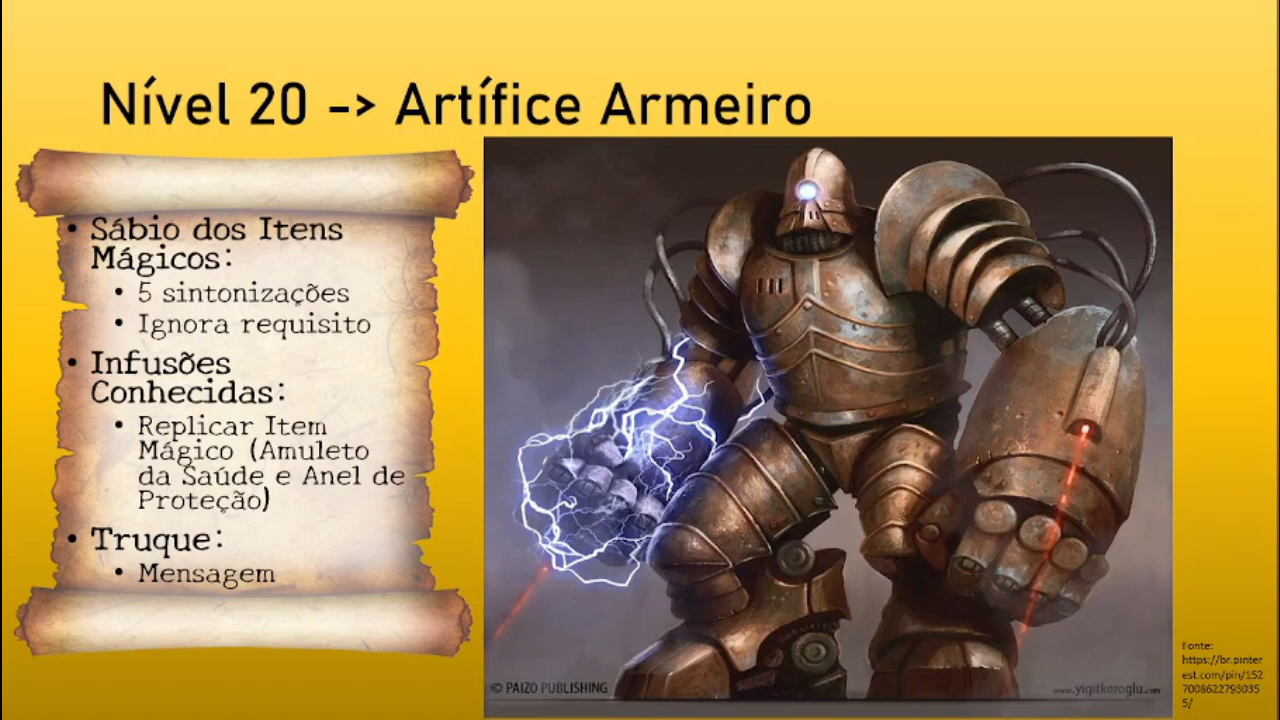 Nível 20 -> Artífice Armeiro
• Sábio dos Itens
Mágicos:
• 5 sintonizações
• Ignora requisito
• Infusões
Conhecidas:
• Replicar Item
Mágico (Amuleto
da Saúde e Anel de
Proteção)
• Truque:
• Mensagem
© PAIZO PUBLISHING
www.yigitkoroglu.com
Fonte:
https://br.pinter
est.com/pin/152
7008622798035
5/